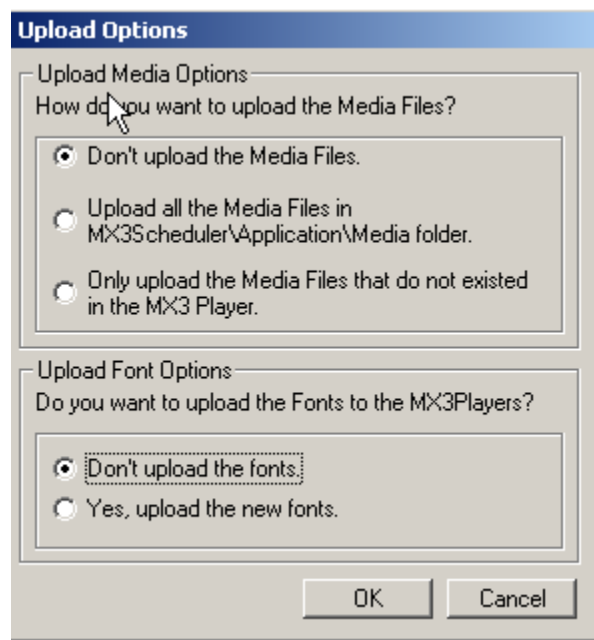 Upload Options
Upload Media Options
How do you want to upload the Media Files?
Don't upload the Media Files.
Upload all the Media Files in
MX3Scheduler\Application\Media folder.
Only upload the Media Files that do not existed
in the MX3 Player.
Upload Font Options
Do you want to upload the Fonts to the MX3Players?
Don't upload the fonts.
Yes, upload the new fonts.
OK
Cancel